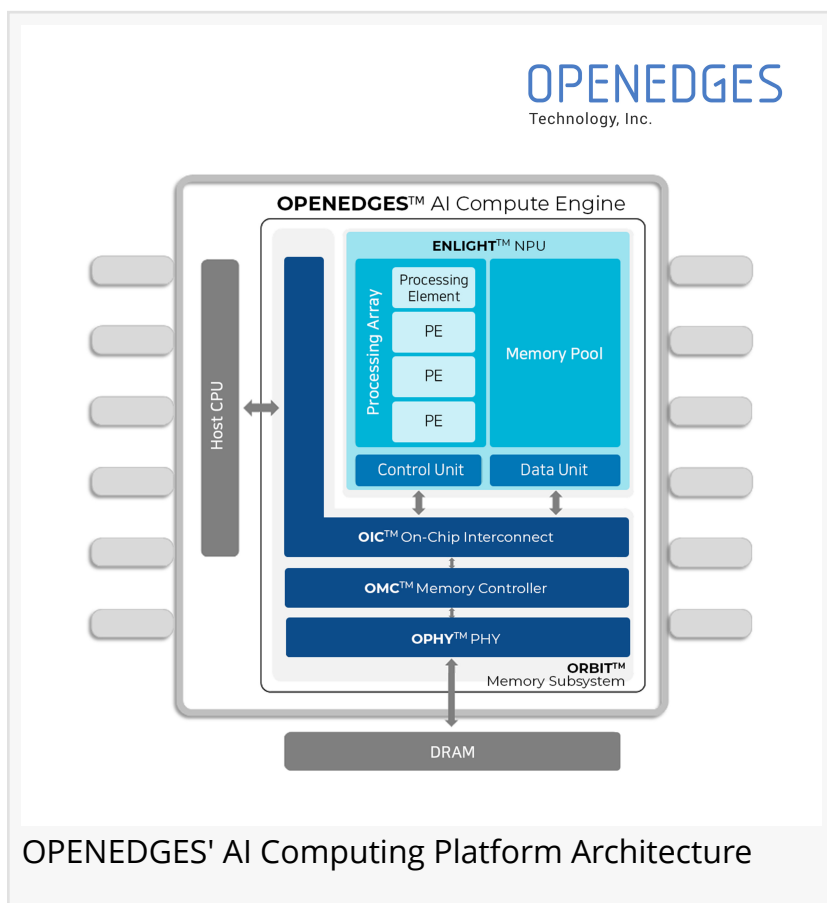 OPENEDGES
Technology, Inc.
OPENEDGES™ AI Compute Engine
ENLIGHT™ NPU
Host CPU
Processing Array
Processing
Element
PE
PE
PE
Memory Pool
Control Unit
Data Unit
OIC™ On-Chip Interconnect
OMC™ Memory Controller
OPHY™ PHY
ORBIT™
Memory Subsystem
DRAM
OPENEDGES' AI Computing Platform Architecture